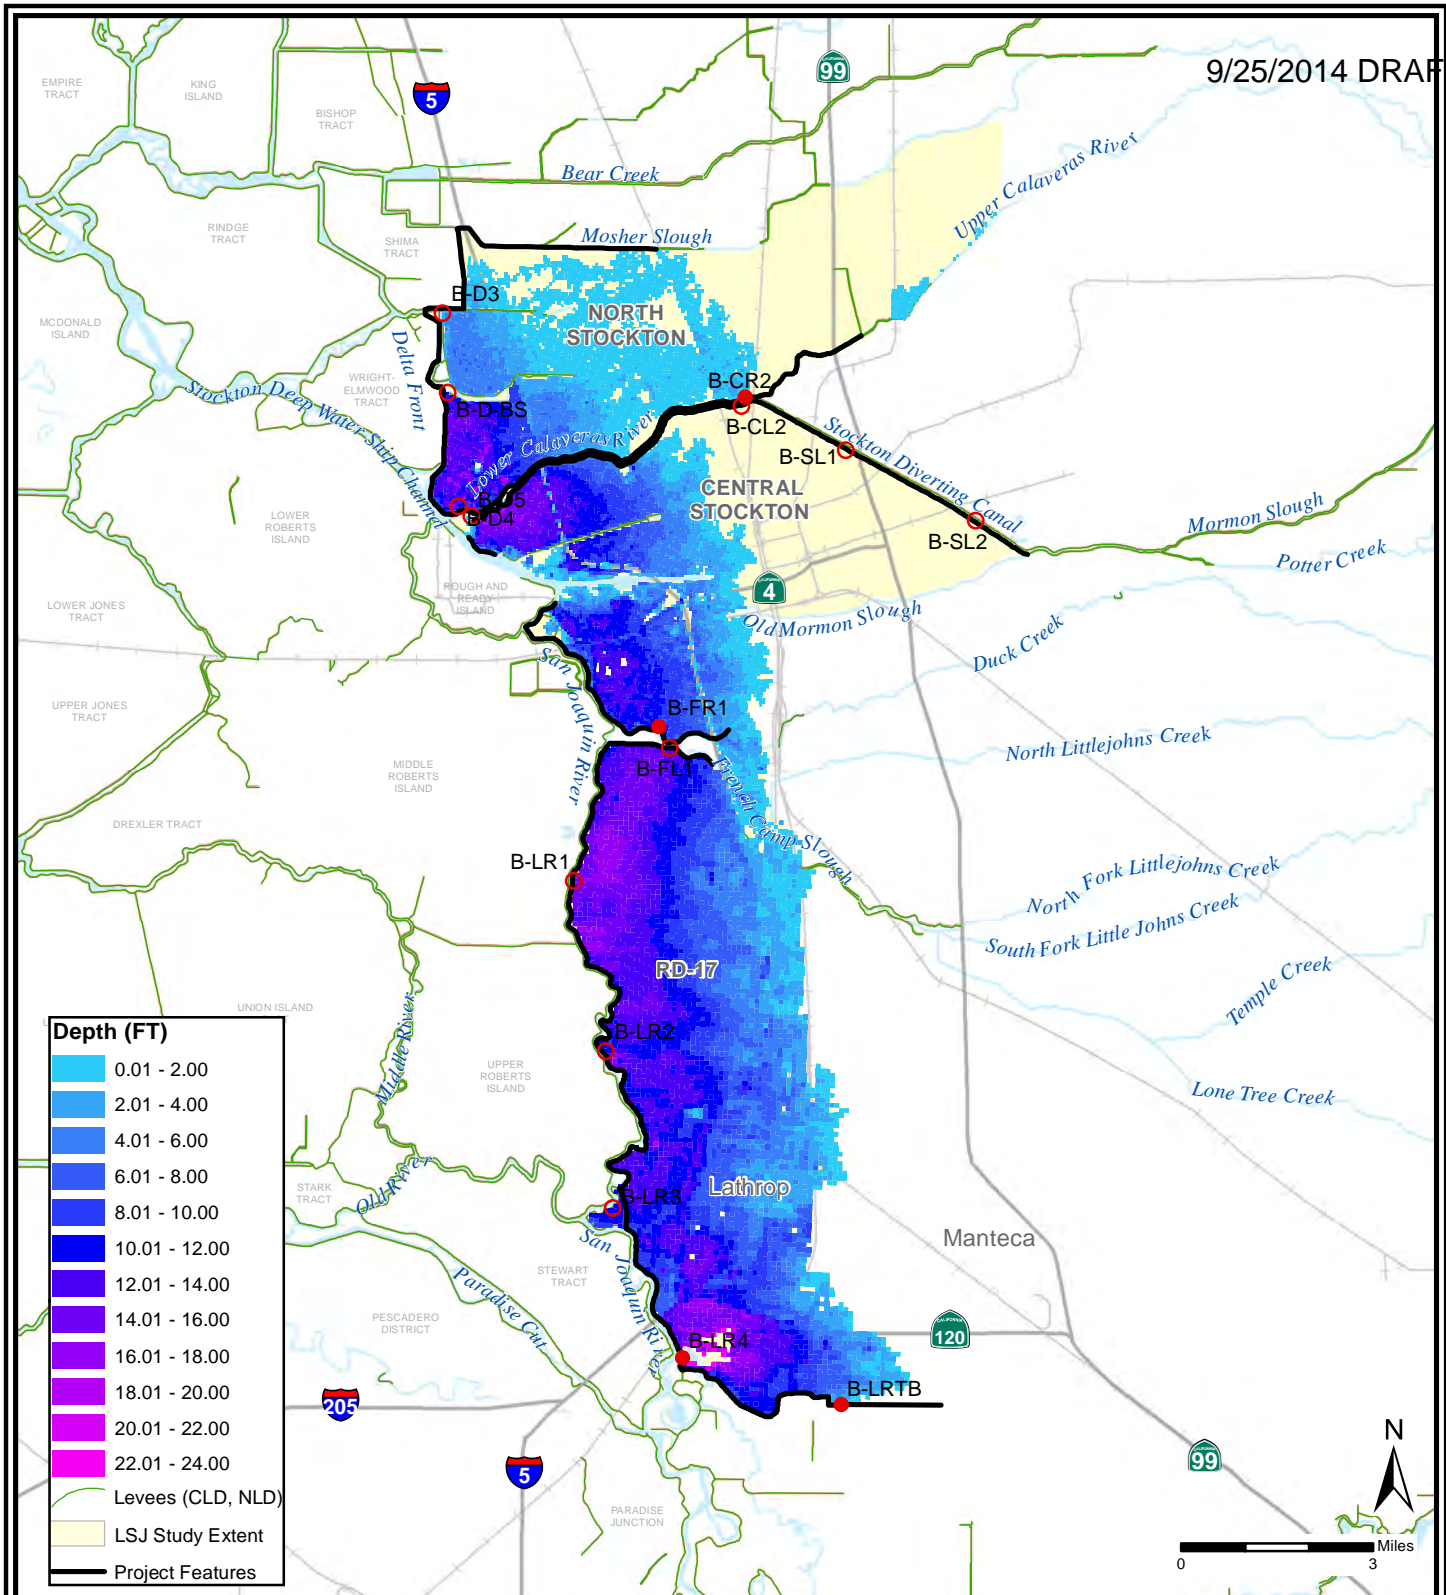 9/25/2014 DRAF
EMPIRE
TRACT
KING
ISLAND
BISHOP
TRACT
5
CALIFORNIA
99
Bear Creek
Upper Calaveras River
RINDGE
TRACT
SHIMA
TRACT
Mosher Slough
B-D3
NORTH
STOCKTON
MCDONALD
ISLAND
Delta Front
WRIGHT-
ELMWOOD
TRACT
Stockton Deep Water Ship Channel
B-D-BS
B-CR2
B-CL2
Lower Calaveras River
B-SL1
Stockton Diverting Canal
CENTRAL
STOCKTON
B-D5
B-D4
LOWER
ROBERTS
ISLAND
B-SL2
Mormon Slough
Potter Creek
ROUGH AND
READY
ISLAND
CALIFORNIA
4
Old Mormon Slough
LOWER JONES
TRACT
Duck Creek
San Joaquin River
UPPER JONES
TRACT
B-FR1
North Littlejohns Creek
B-FL1
MIDDLE
ROBERTS
ISLAND
French Camp Slough
DREXLER TRACT
B-LR1
North Fork Littlejohns Creek
South Fork Little Johns Creek
RD-17
Temple Creek
UNION ISLAND
Middle River
B-LR2
UPPER
ROBERTS
ISLAND
Lone Tree Creek
STARK
TRACT
Old River
Lathrop
B-LR3
Manteca
San Joaquin River
STEWART
TRACT
Paradise Cut
PESCADERO
DISTRICT
B-LR4
CALIFORNIA
120
B-LRTB
205
5
CALIFORNIA
99
PARADISE
JUNCTION
N
Miles
0
3
Depth (FT)
0.01 - 2.00
2.01 - 4.00
4.01 - 6.00
6.01 - 8.00
8.01 - 10.00
10.01 - 12.00
12.01 - 14.00
14.01 - 16.00
16.01 - 18.00
18.01 - 20.00
20.01 - 22.00
22.01 - 24.00
Levees (CLD, NLD)
LSJ Study Extent
Project Features